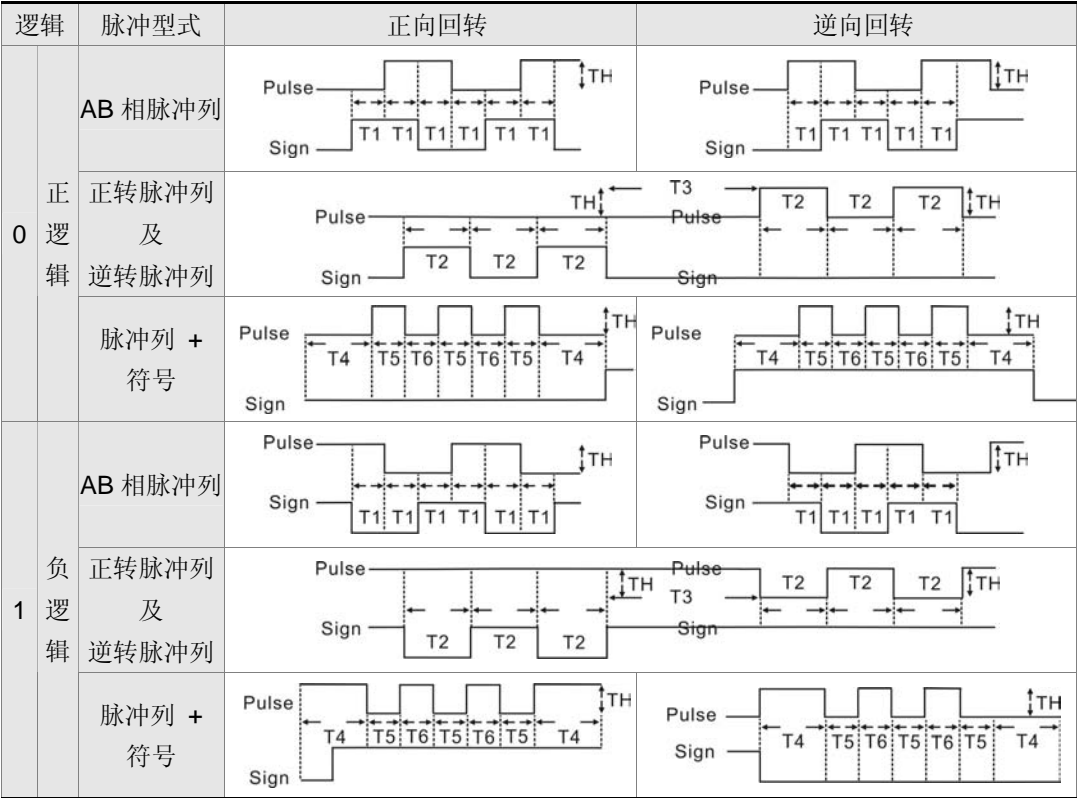 逻辑 脉冲型式 正向回转 逆向回转
0 正逻辑
AB 相脉冲列
Pulse TH
T1 T1 T1 T1 T1 T1
Sign
Pulse TH
T1 T1 T1 T1 T1
Sign
正转脉冲列
及
逆转脉冲列
TH T3 T2 T2 T2 TH
Pulse Pulse
T2 T2 T2
Sign Sign
脉冲列 +
符号
Pulse TH
T4 T5 T6 T5 T6 T5 T4
Sign
Pulse TH
T4 T5 T6 T5 T6 T5 T4
Sign
1 负逻辑
AB 相脉冲列
Pulse TH
Sign
T1 T1 T1 T1 T1 T1
Pulse TH
Sign
T1 T1 T1 T1 T1
正转脉冲列
及
逆转脉冲列
Pulse Pulse
TH T2 T2 T2 TH
T3
Sign Sign
T2 T2 T2
脉冲列 +
符号
Pulse TH
T4 T5 T6 T5 T6 T5 T4
Sign
Pulse TH
T4 T5 T6 T5 T6 T5 T4
Sign